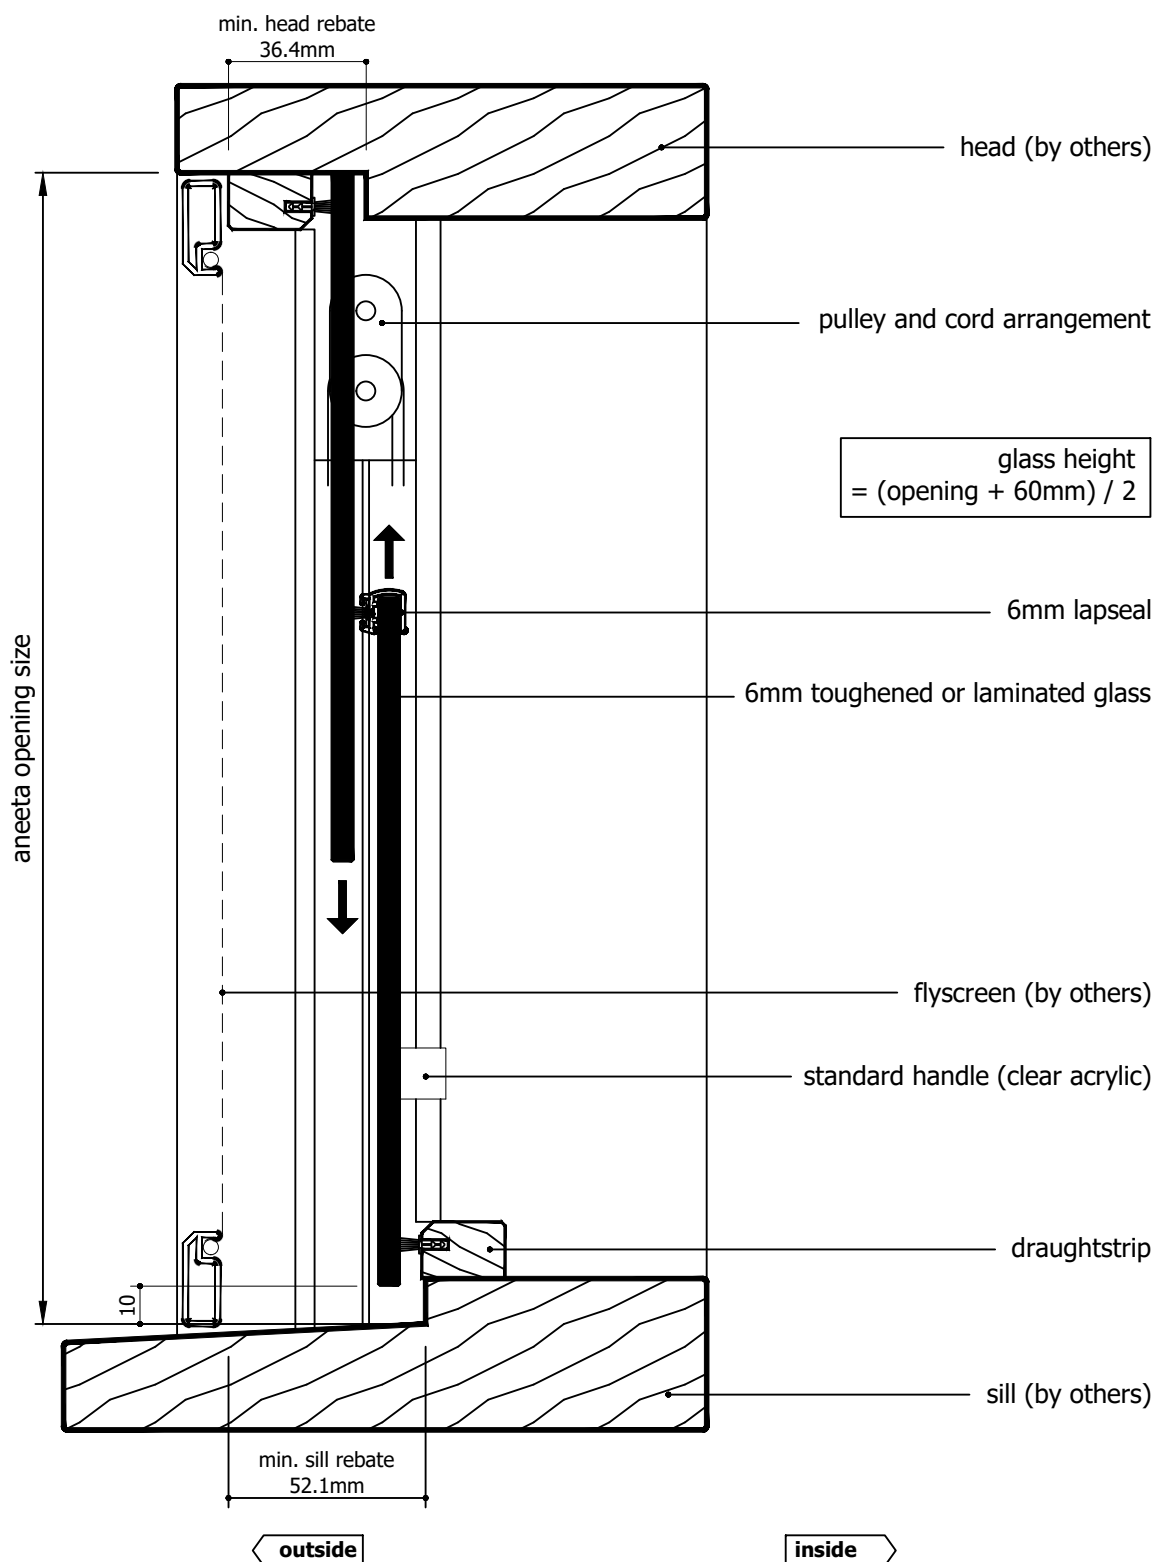 min. head rebate
36.4mm
head (by others)
pulley and cord arrangement
glass height
= (opening + 60mm) / 2
6mm lapseal
aneeta opening size
6mm toughened or laminated glass
flyscreen (by others)
standard handle (clear acrylic)
draughtstrip
10
sill (by others)
min. sill rebate
52.1mm
outside
inside